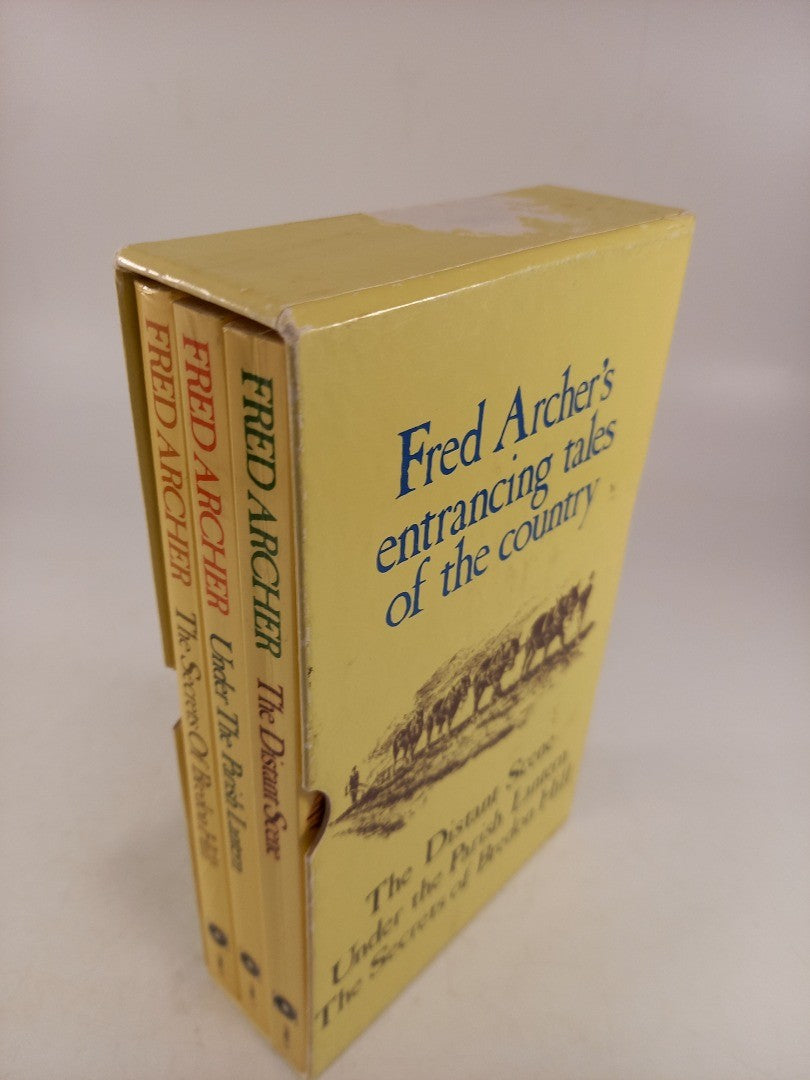 FRED ARCHER The Secrets Of Bredon Hill
FRED ARCHER Under The Parish Lantern
FRED ARCHER The Distant Scene
Fred Archer's
entrancing tales
of the country
The Distant Scene
Under the Parish Lantern
The Secrets of Bredon Hill